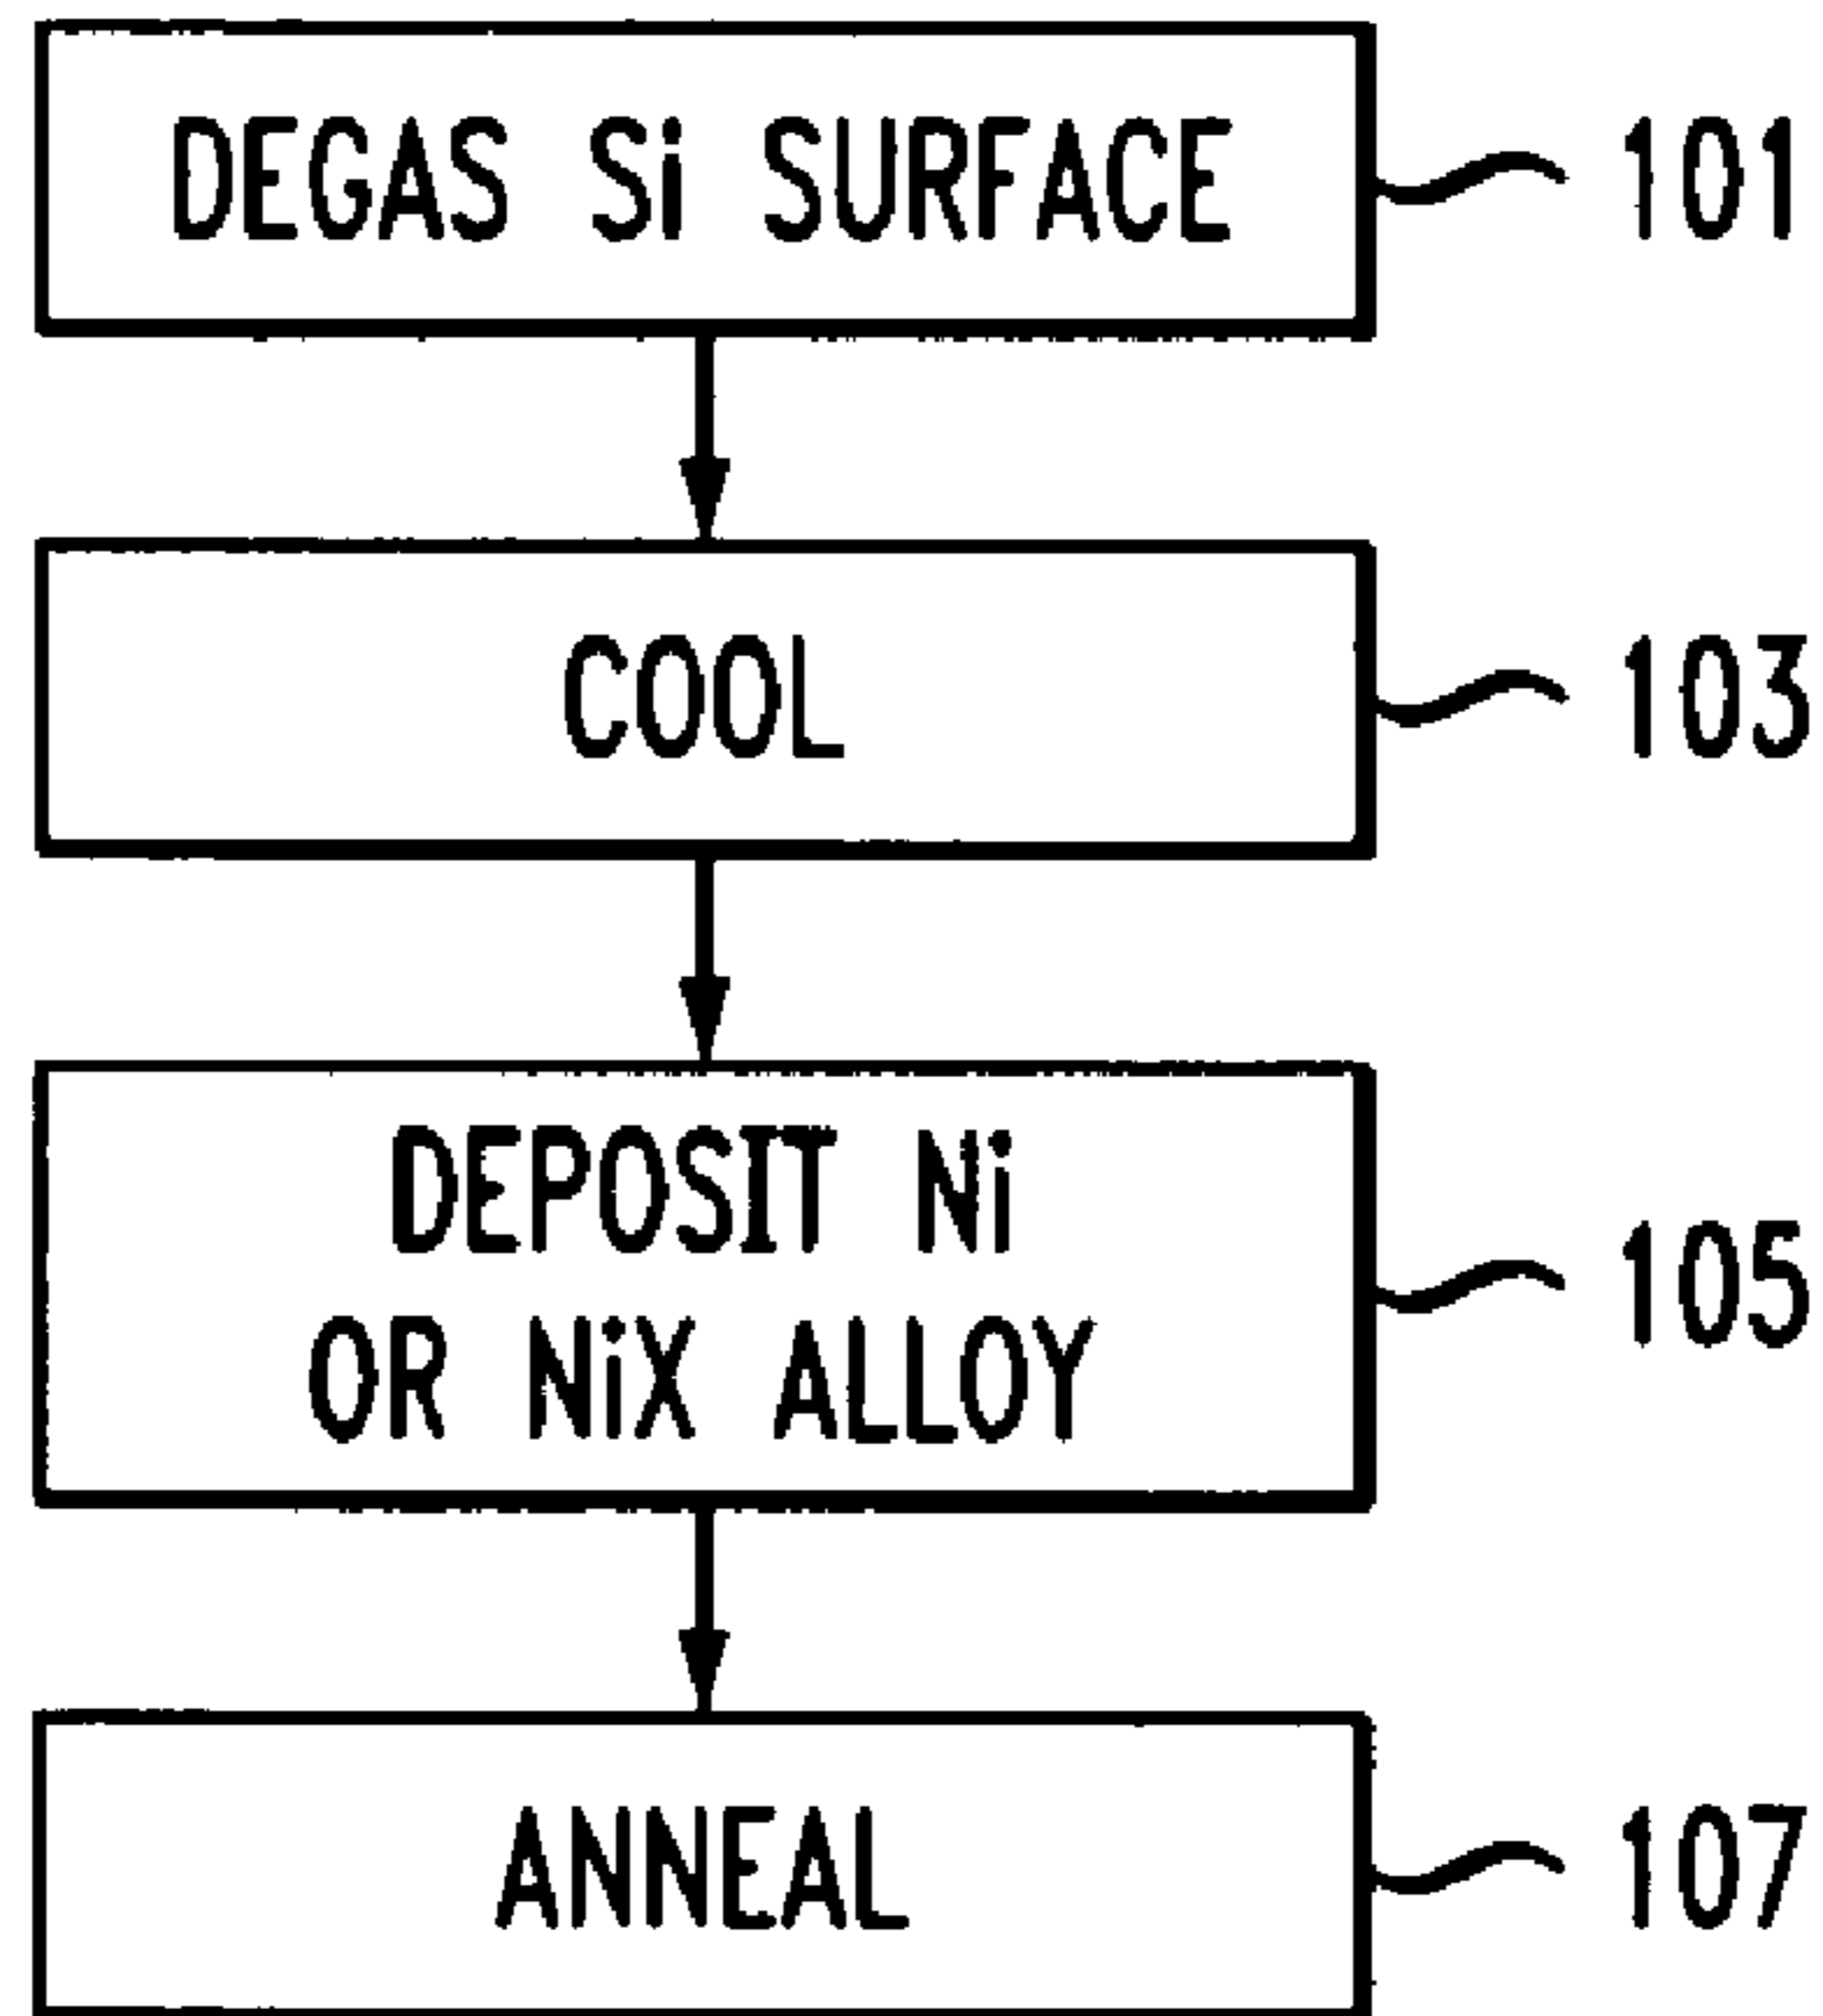 DEGAS Si SURFACE 101
COOL 103
DEPOSIT Ni
OR NiX ALLOY 105
ANNEAL 107